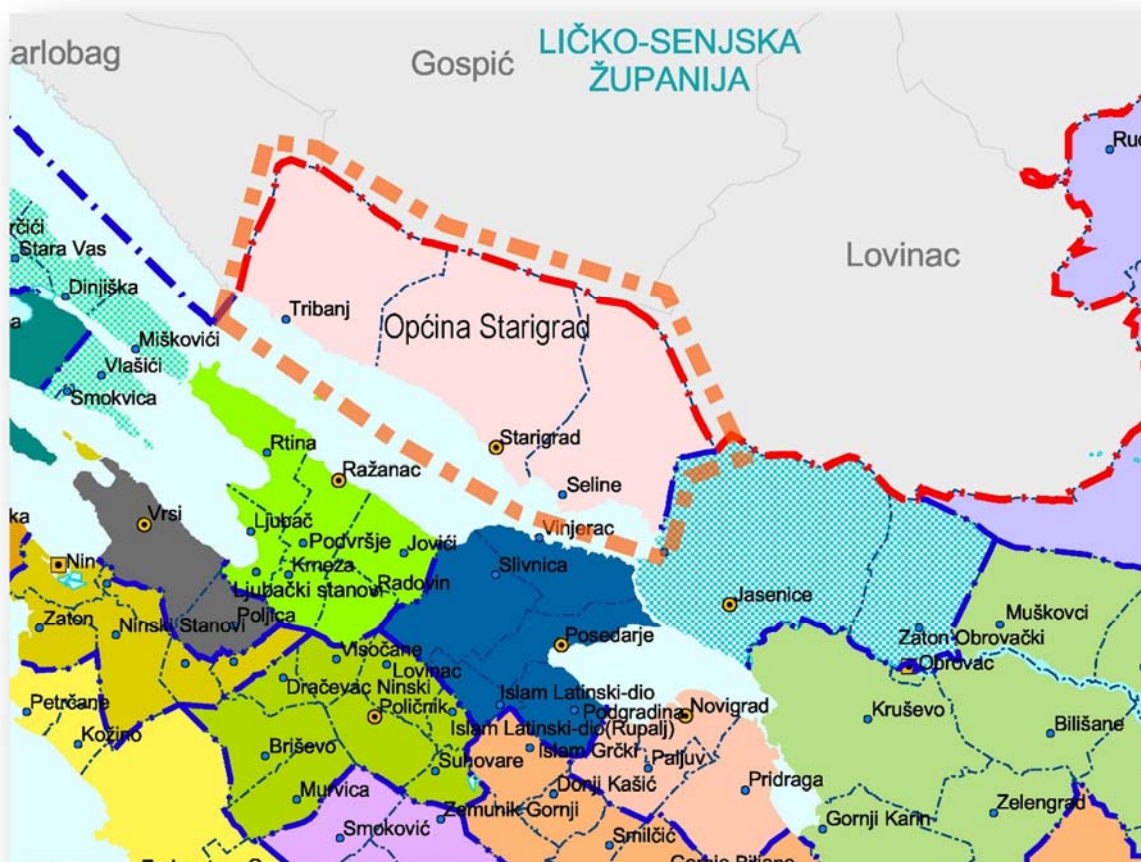 arlobag
Gospić
LIČKO-SENJSKA
ŽUPANIJA
Lovinac
Stara Vas
Dinjiška
Miškovići
Vlašići
Smokvica
Tribanj
Općina Starigrad
Starigrad
Seline
Rtina
Ražanac
Vrsi
Ljubač
Podvršje
Jovići
Vinjerac
Krneza
Slivnica
Nin
Ljubački stanovi
Radovin
Jasenice
Zaton
Ninski Stanovi
Poljica
Posedarje
Muškovci
Zaton Obrovački
Obrovac
Visočane
Lovinac
Petrčane
Dračevac Ninski
Islam Latinski-dio
Poličnik
Podgradina
Novigrad
Kruševo
Kožino
Islam Latinski-dio(Rupalj)
Bilišane
Briševo
Islam Grčki
Paljuv
Suhovare
Pridraga
Murvica
Donji Kašić
Zelengrad
Zemunik Gornji
Smoković
Smilčić
Gornji Karin